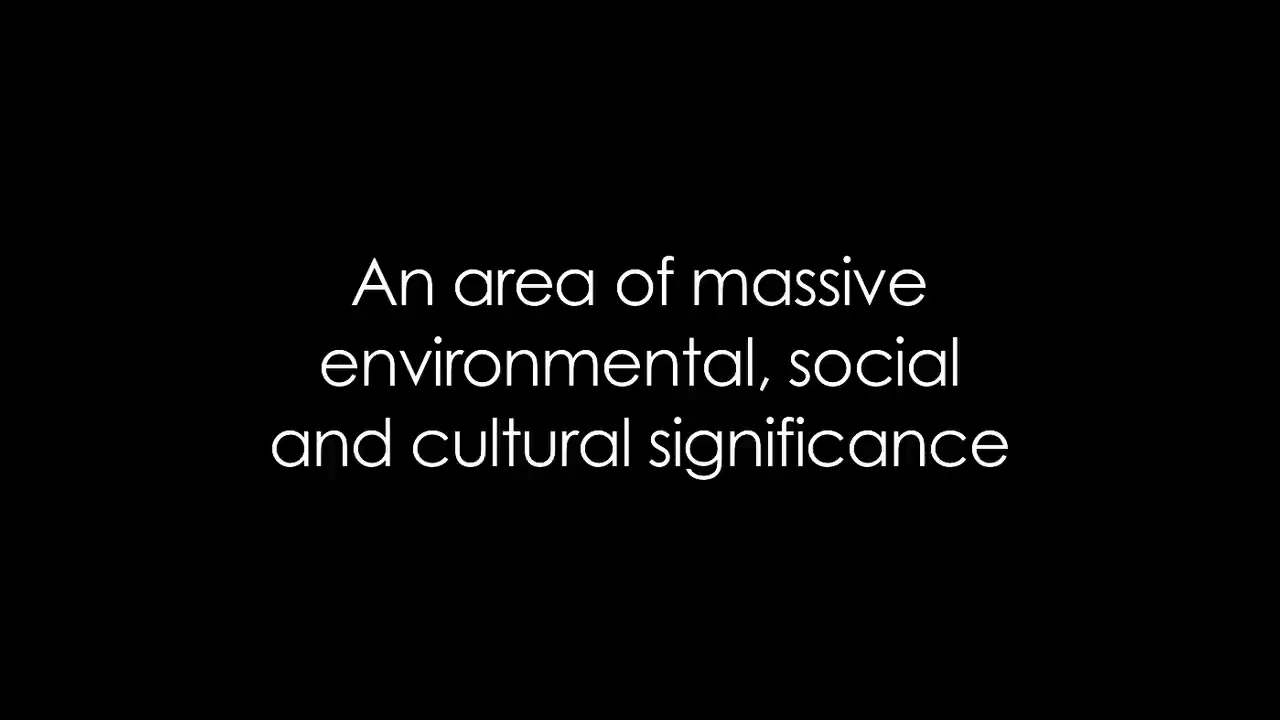 An area of massive
environmental, social
and cultural significance